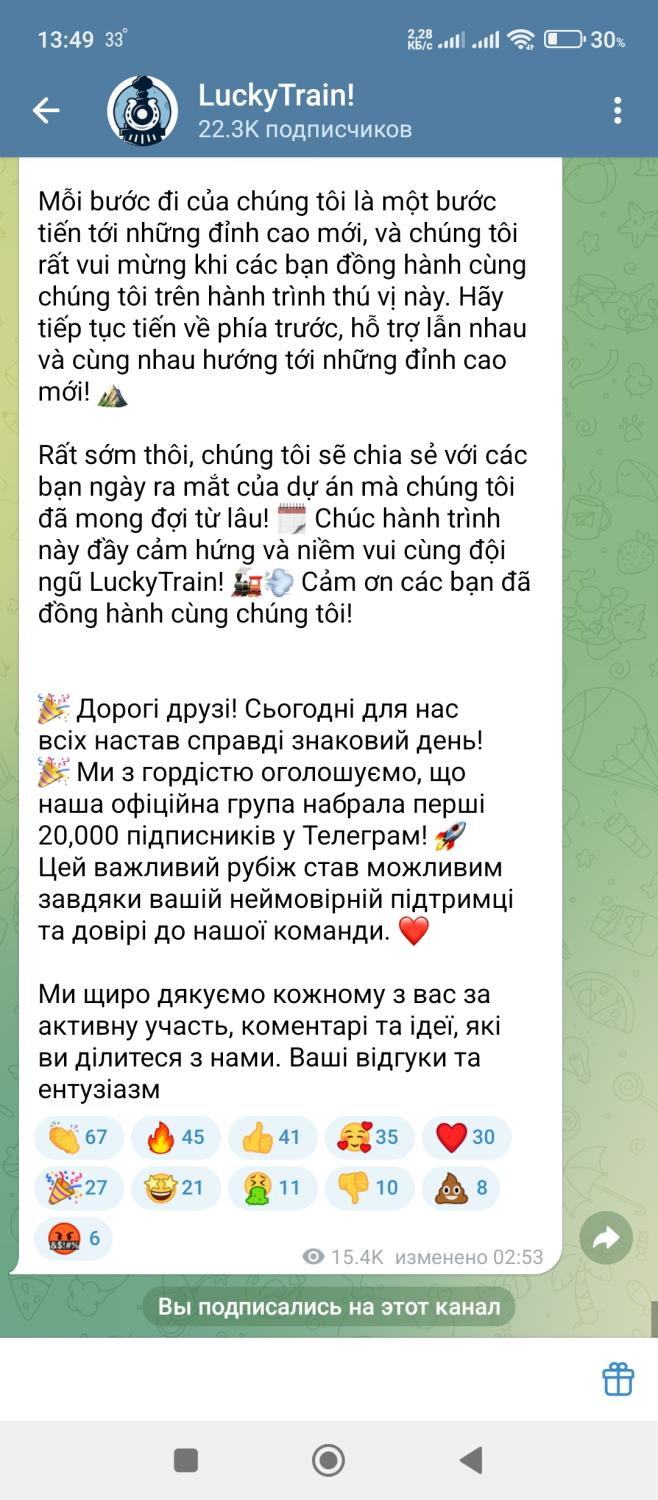 13:49 33°
2,28 КБ/с 30%
LuckyTrain!
22.3K подписчиков
Mỗi bước đi của chúng tôi là một bước
tiến tới những đỉnh cao mới, và chúng tôi
rất vui mừng khi các bạn đồng hành cùng
chúng tôi trên hành trình thú vị này. Hãy
tiếp tục tiến về phía trước, hỗ trợ lẫn nhau
và cùng nhau hướng tới những đỉnh cao
mới! ⛰️
Rất sớm thôi, chúng tôi sẽ chia sẻ với các
bạn ngày ra mắt của dự án mà chúng tôi
đã mong đợi từ lâu! 🗓 Chúc hành trình
này đầy cảm hứng và niềm vui cùng đội
ngũ LuckyTrain! 🚂💨 Cảm ơn các bạn đã
đồng hành cùng chúng tôi!
🎉 Дорогі друзі! Сьогодні для нас
всіх настав справді знаковий день!
🎉 Ми з гордістю оголошуємо, що
наша офіційна група набрала перші
20,000 підписників у Телеграм! 🚀
Цей важливий рубіж став можливим
завдяки вашій неймовірній підтримці
та довірі до нашої команди. ❤️
Ми щиро дякуємо кожному з вас за
активну участь, коментарі та ідеї, які
ви ділитеся з нами. Ваші відгуки та
ентузіазм
👏 67 🔥 45 👍 41 🥰 35 ❤️ 30
🎉 27 🤩 21 🤮 11 👎 10 💩 8
🤬 6
15.4K изменено 02:53
Вы подписались на этот канал